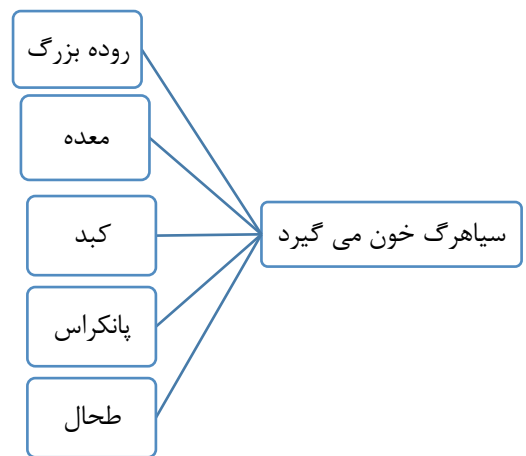 سیاهرگ خون می گیرد
روده بزرگ
معده
کبد
پانکراس
طحال